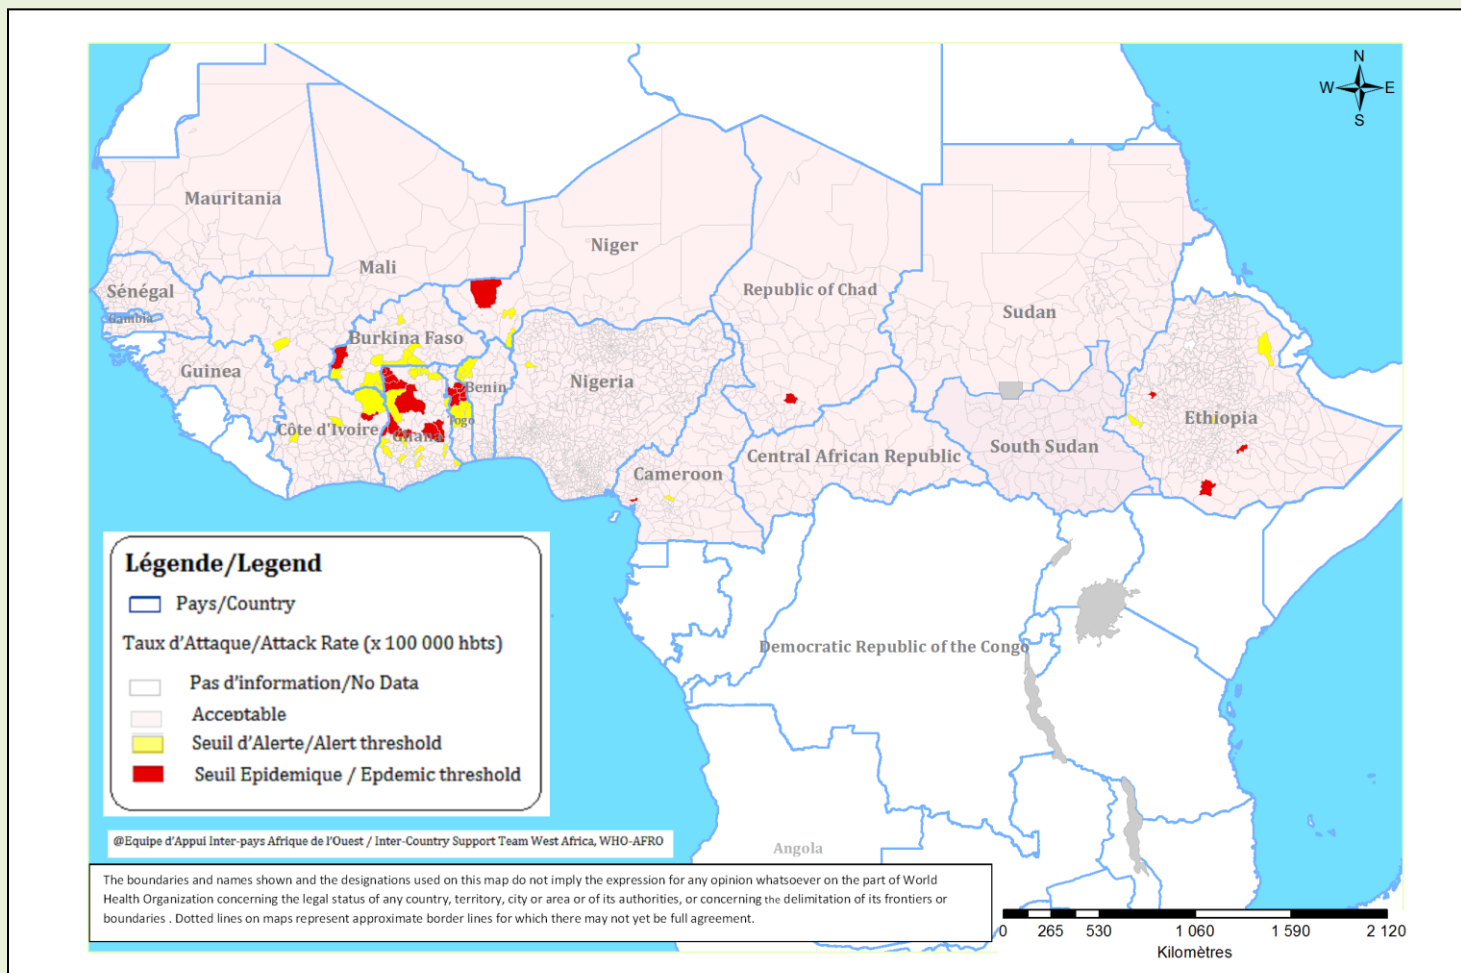 N
W E
S
Mauritania
Niger
Mali
Sénégal
Republic of Chad
Gambia
Sudan
Burkina Faso
Guinea
Nigeria
Benin
Togo
Ethiopia
Côte d'Ivoire
Ghana
South Sudan
Central African Republic
Cameroon
Democratic Republic of the Congo
Angola
Légende/Legend
Pays/Country
Taux d'Attaque/Attack Rate (x 100 000 hbts)
Pas d'information/No Data
Acceptable
Seuil d'Alerte/Alert threshold
Seuil Epidemique / Epdemic threshold
@Equipe d'Appui Inter-pays Afrique de l'Ouest / Inter-Country Support Team West Africa, WHO-AFRO
The boundaries and names shown and the designations used on this map do not imply the expression for any opinion whatsoever on the part of World
Health Organization concerning the legal status of any country, territory, city or area or of its authorities, or concerning the delimitation of its frontiers or
boundaries . Dotted lines on maps represent approximate border lines for which there may not yet be full agreement.
0 265 530 1 060 1 590 2 120
Kilomètres